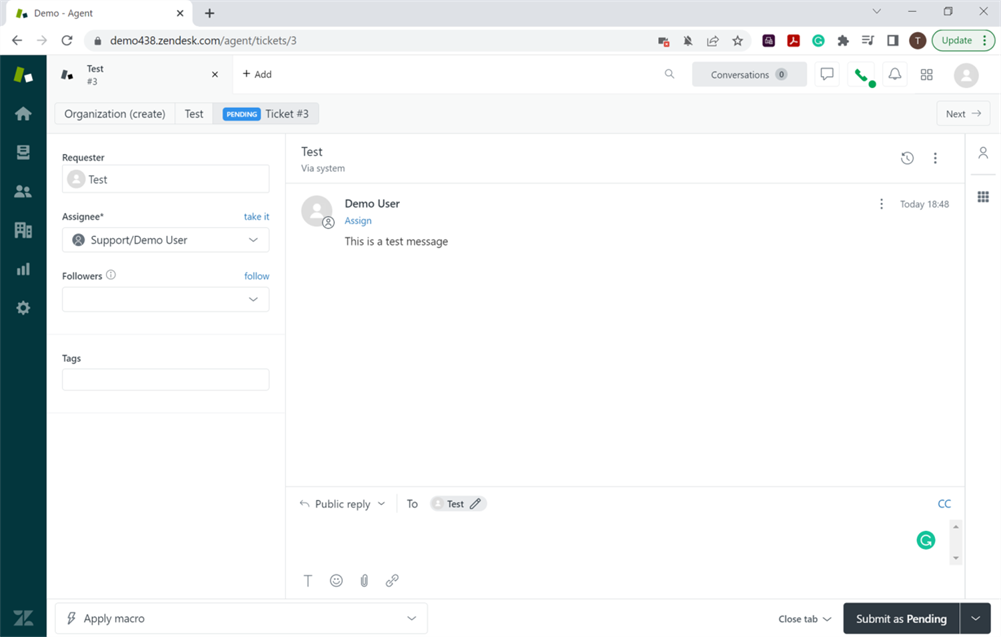 Demo - Agent
demo438.zendesk.com/agent/tickets/3
T
Update
Test
#3
+ Add
Conversations 0
Organization (create)
Test
PENDING Ticket #3
Next
Requester
Test
Assignee*
take it
Support/Demo User
Followers
follow
Tags
Test
Via system
Demo User
Today 18:48
Assign
This is a test message
Public reply
To
Test
CC
T
Apply macro
Close tab
Submit as Pending